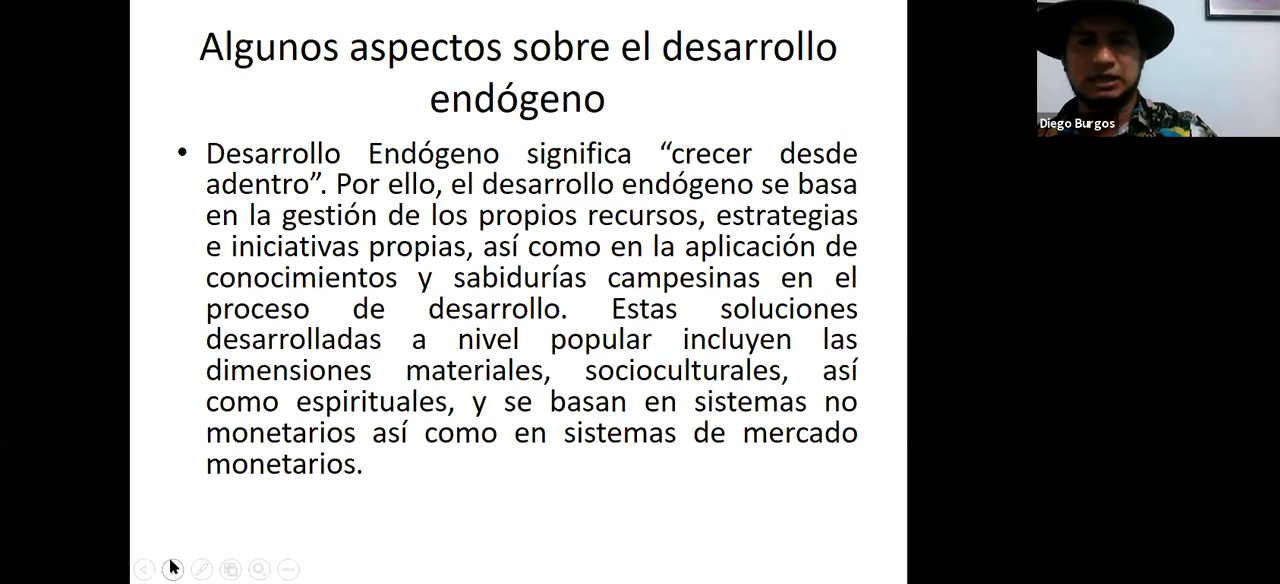 Algunos aspectos sobre el desarrollo
endógeno
• Desarrollo Endógeno significa “crecer desde
adentro”. Por ello, el desarrollo endógeno se basa
en la gestión de los propios recursos, estrategias
e iniciativas propias, así como en la aplicación de
conocimientos y sabidurías campesinas en el
proceso de desarrollo. Estas soluciones
desarrolladas a nivel popular incluyen las
dimensiones materiales, socioculturales, así
como espirituales, y se basan en sistemas no
monetarios así como en sistemas de mercado
monetarios.
Diego Burgos